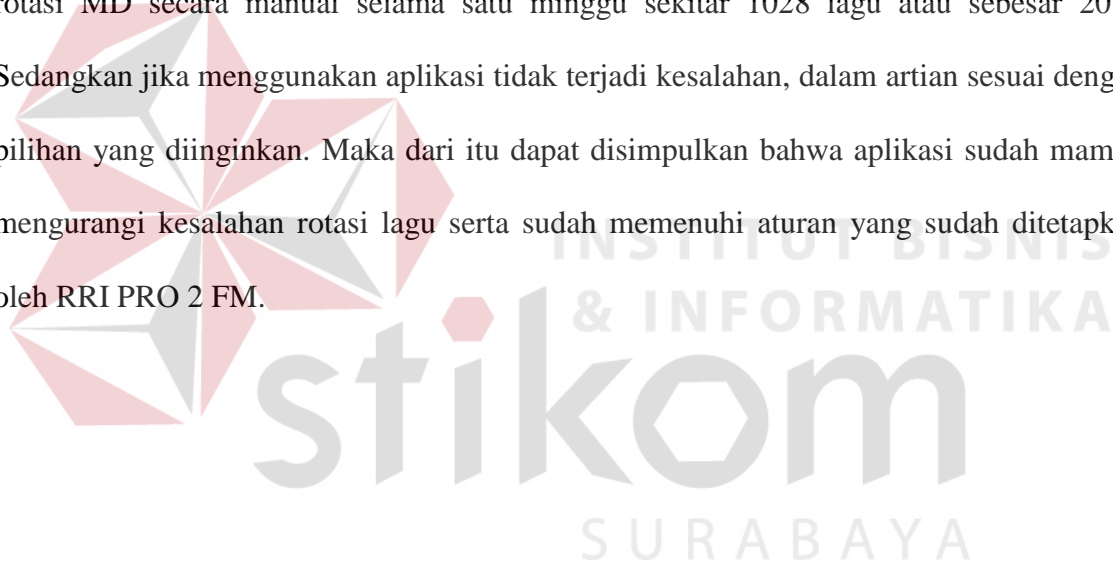 rotasi MD secara manual selama satu minggu sekitar 1028 lagu atau sebesar 20
Sedangkan jika menggunakan aplikasi tidak terjadi kesalahan, dalam artian sesuai deng
pilihan yang diinginkan. Maka dari itu dapat disimpulkan bahwa aplikasi sudah mam
mengurangi kesalahan rotasi lagu serta sudah memenuhi aturan yang sudah ditetapk
oleh RRI PRO 2 FM.
INSTITUT BISNIS
& INFORMATIKA
stikom
SURABAYA